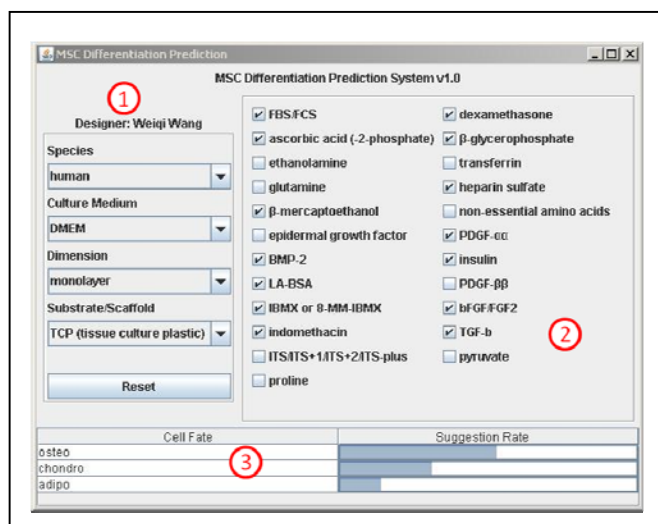 MSC Differentiation Prediction
MSC Differentiation Prediction System v1.0
1
Designer: Weiqi Wang
Species
human
Culture Medium
DMEM
Dimension
monolayer
Substrate/Scaffold
TCP (tissue culture plastic)
Reset
FBS/FCS
ascorbic acid (-2-phosphate)
ethanolamine
glutamine
β-mercaptoethanol
epidermal growth factor
BMP-2
LA-BSA
IBMX or 8-MM-IBMX
indomethacin
ITS/ITS+1/ITS+2/ITS-plus
proline
dexamethasone
β-glycerophosphate
transferrin
heparin sulfate
non-essential amino acids
PDGF-αα
insulin
PDGF-ββ
bFGF/FGF2
TGF-b
pyruvate
2
Cell Fate Suggestion Rate
osteo
chondro
adipo
3